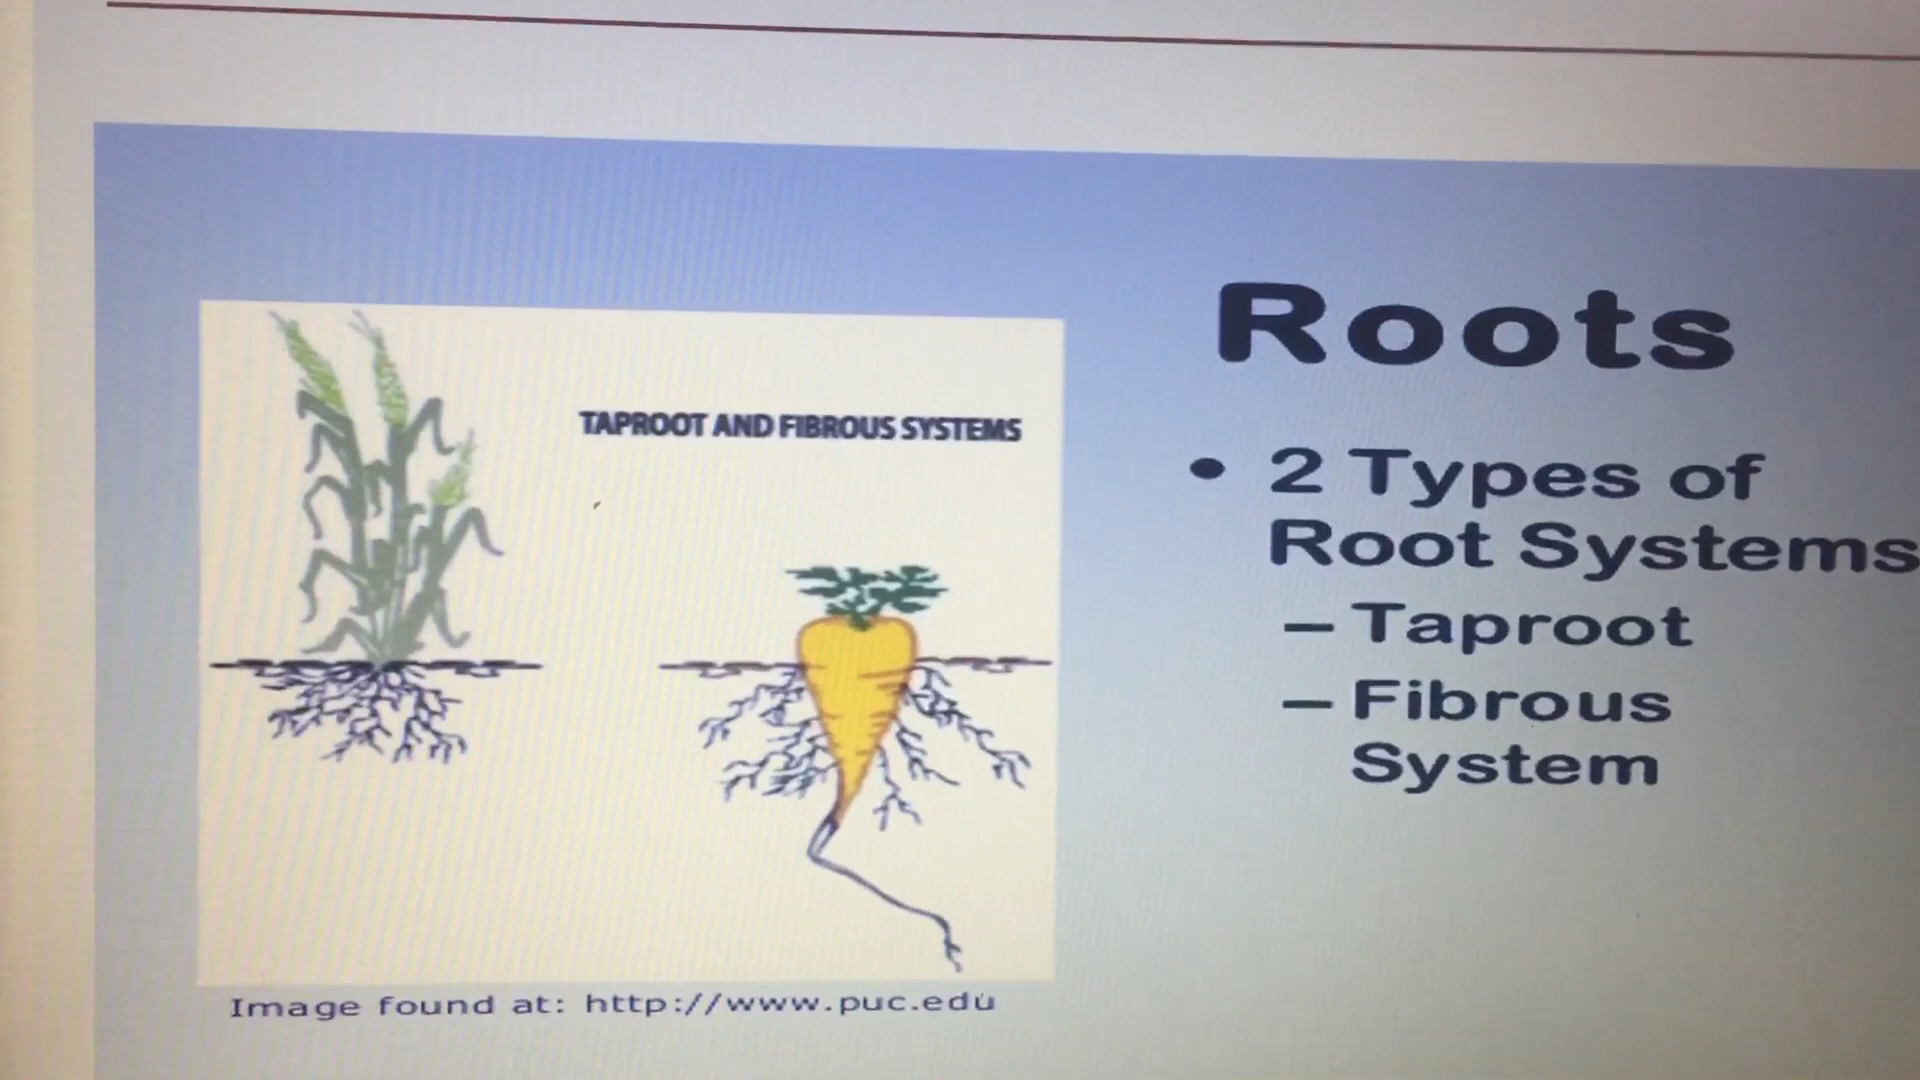 TAPROOT AND FIBROUS SYSTEMS
Image found at: http://www.puc.edu
Roots
• 2 Types of
Root Systems
– Taproot
– Fibrous
System